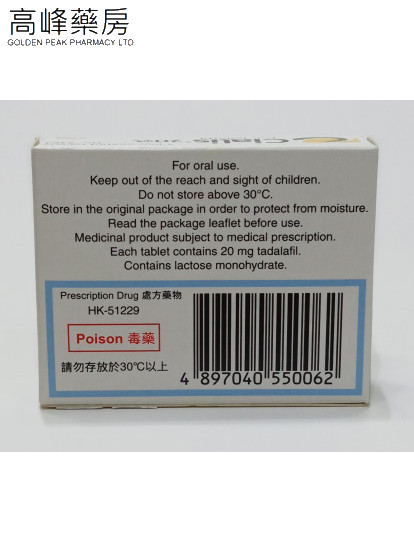 高峰藥房
GOLDEN PEAK PHARMACY LTD
For oral use.
Keep out of the reach and sight of children.
Do not store above 30°C.
Store in the original package in order to protect from moisture.
Read the package leaflet before use.
Medicinal product subject to medical prescription.
Each tablet contains 20 mg tadalafil.
Contains lactose monohydrate.
Prescription Drug 處方藥物
HK-51229
Poison 毒藥
請勿存放於30℃以上
4 897040 550062